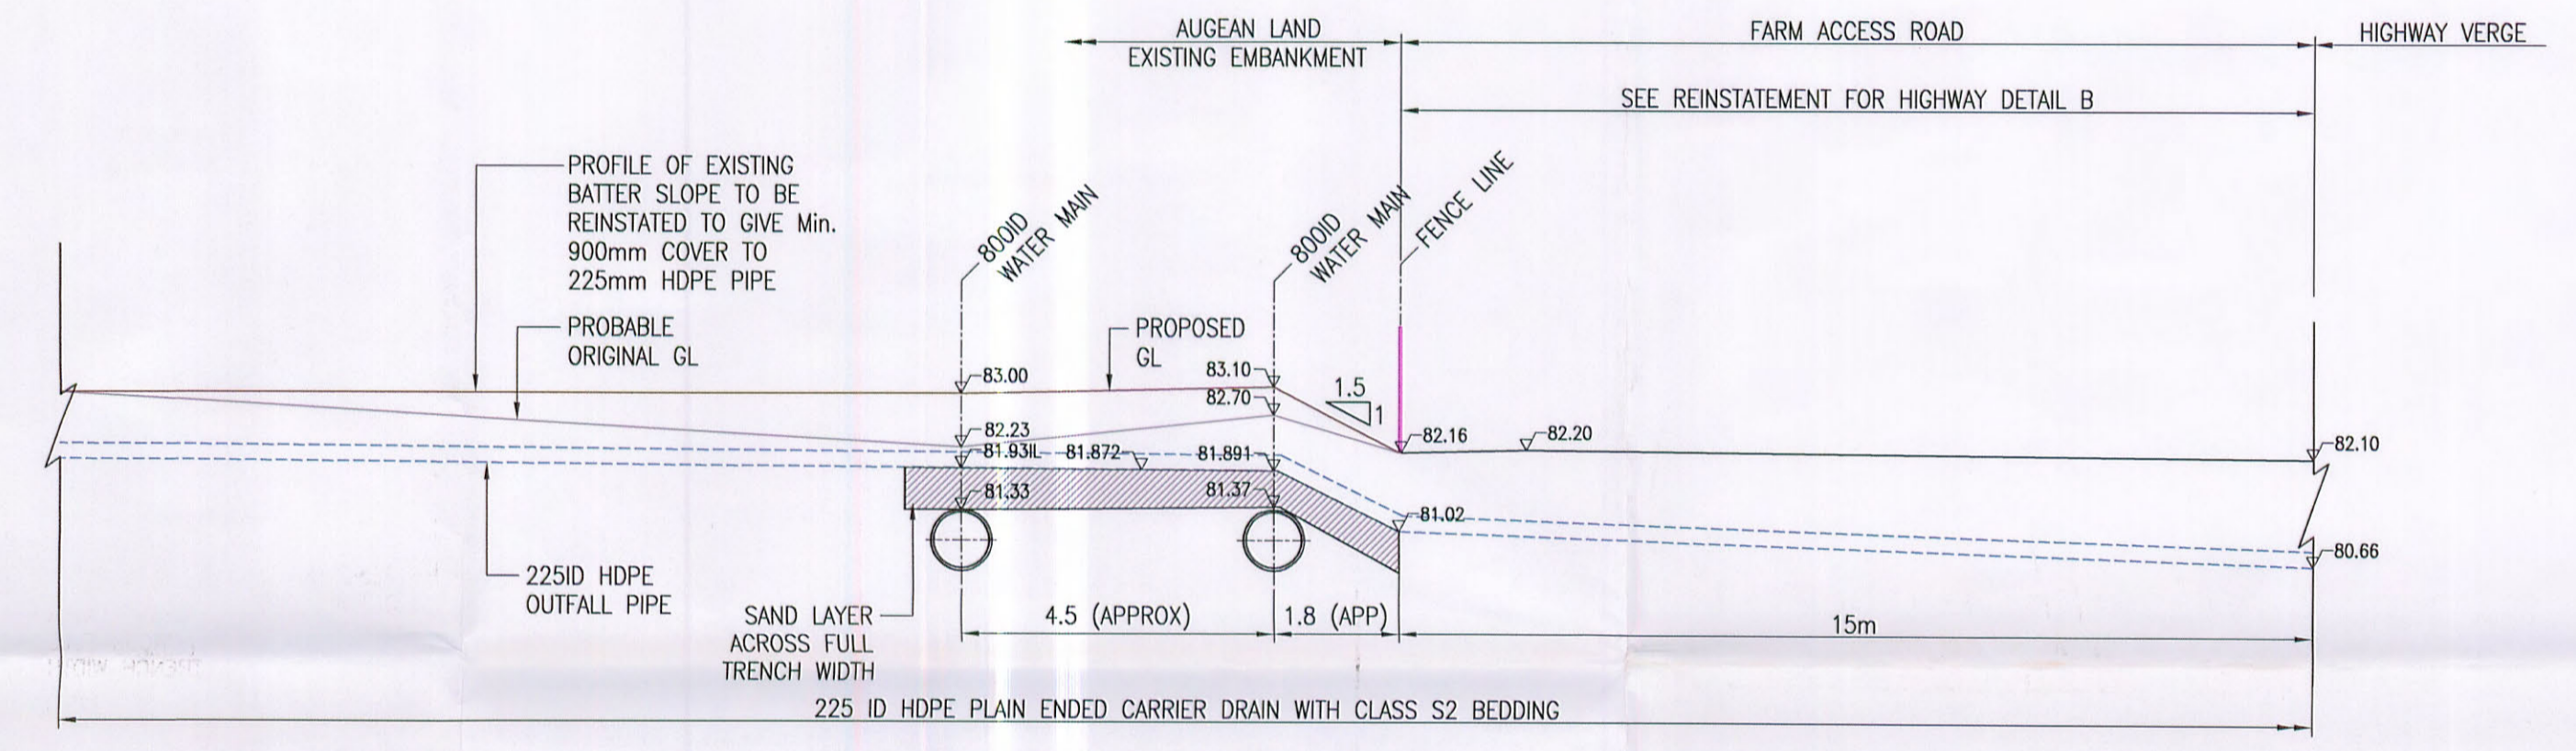 AUGEAN LAND
EXISTING EMBANKMENT
FARM ACCESS ROAD
HIGHWAY VERGE
SEE REINSTATEMENT FOR HIGHWAY DETAIL B
PROFILE OF EXISTING
BATTER SLOPE TO BE
REINSTATED TO GIVE Min.
900mm COVER TO
225mm HDPE PIPE
800ID
WATER MAIN
800ID
WATER MAIN
FENCE LINE
PROBABLE
ORIGINAL GL
PROPOSED
GL
83.00
83.10
82.70
1.5
1
82.23
82.16
82.20
82.10
81.93IL
81.872
81.891
81.33
81.37
81.02
80.66
225ID HDPE
OUTFALL PIPE
SAND LAYER
ACROSS FULL
TRENCH WIDTH
4.5 (APPROX)
1.8 (APP)
15m
TRENCH WIDTH
225 ID HDPE PLAIN ENDED CARRIER DRAIN WITH CLASS S2 BEDDING